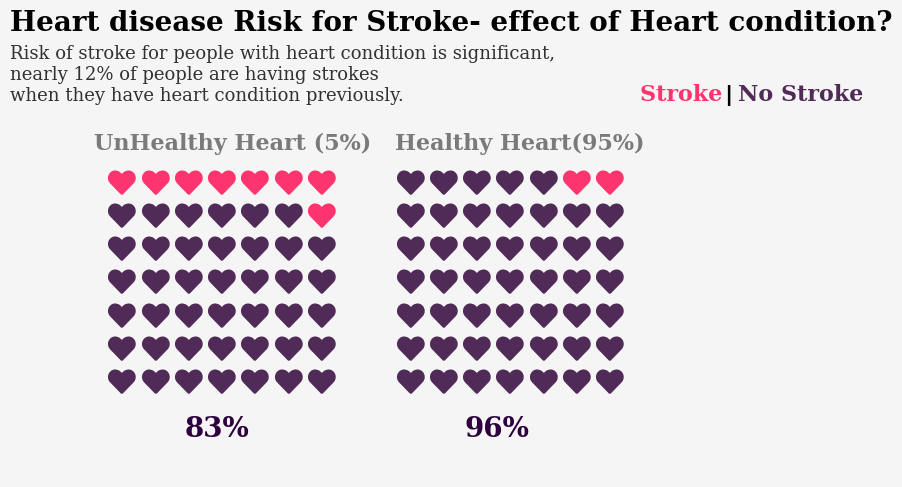 Heart disease Risk for Stroke- effect of Heart condition?
Risk of stroke for people with heart condition is significant,
nearly 12% of people are having strokes
when they have heart condition previously.
Stroke | No Stroke
UnHealthy Heart (5%) Healthy Heart(95%)
83% 96%